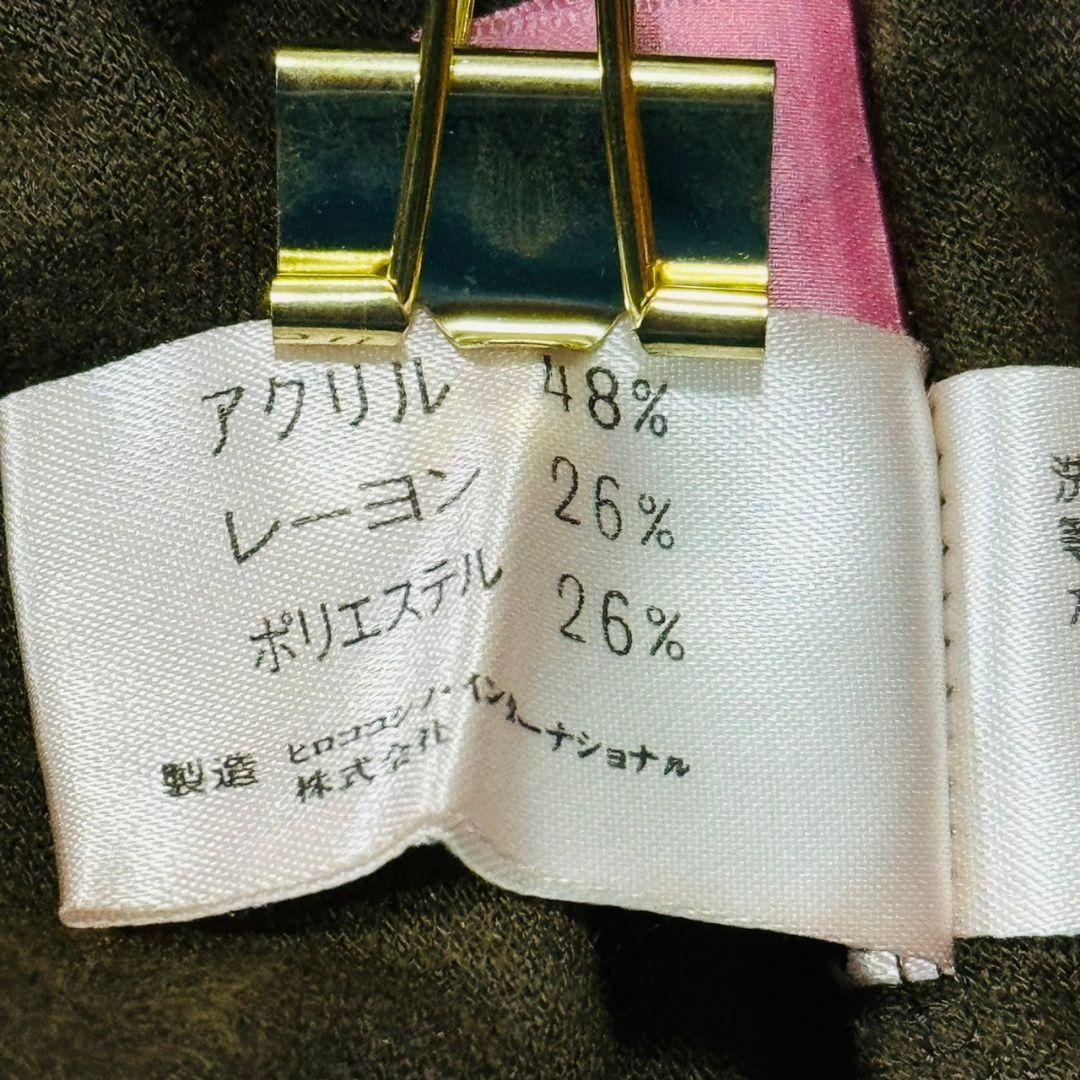 アクリル 48%
レーヨン 26%
ポリエステル 26%
製造 ヒロココシノ・インターナショナル
株式会社